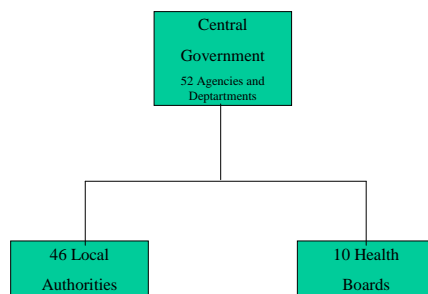 Central
Government
52 Agencies and
Deptartments
46 Local
Authorities
10 Health
Boards